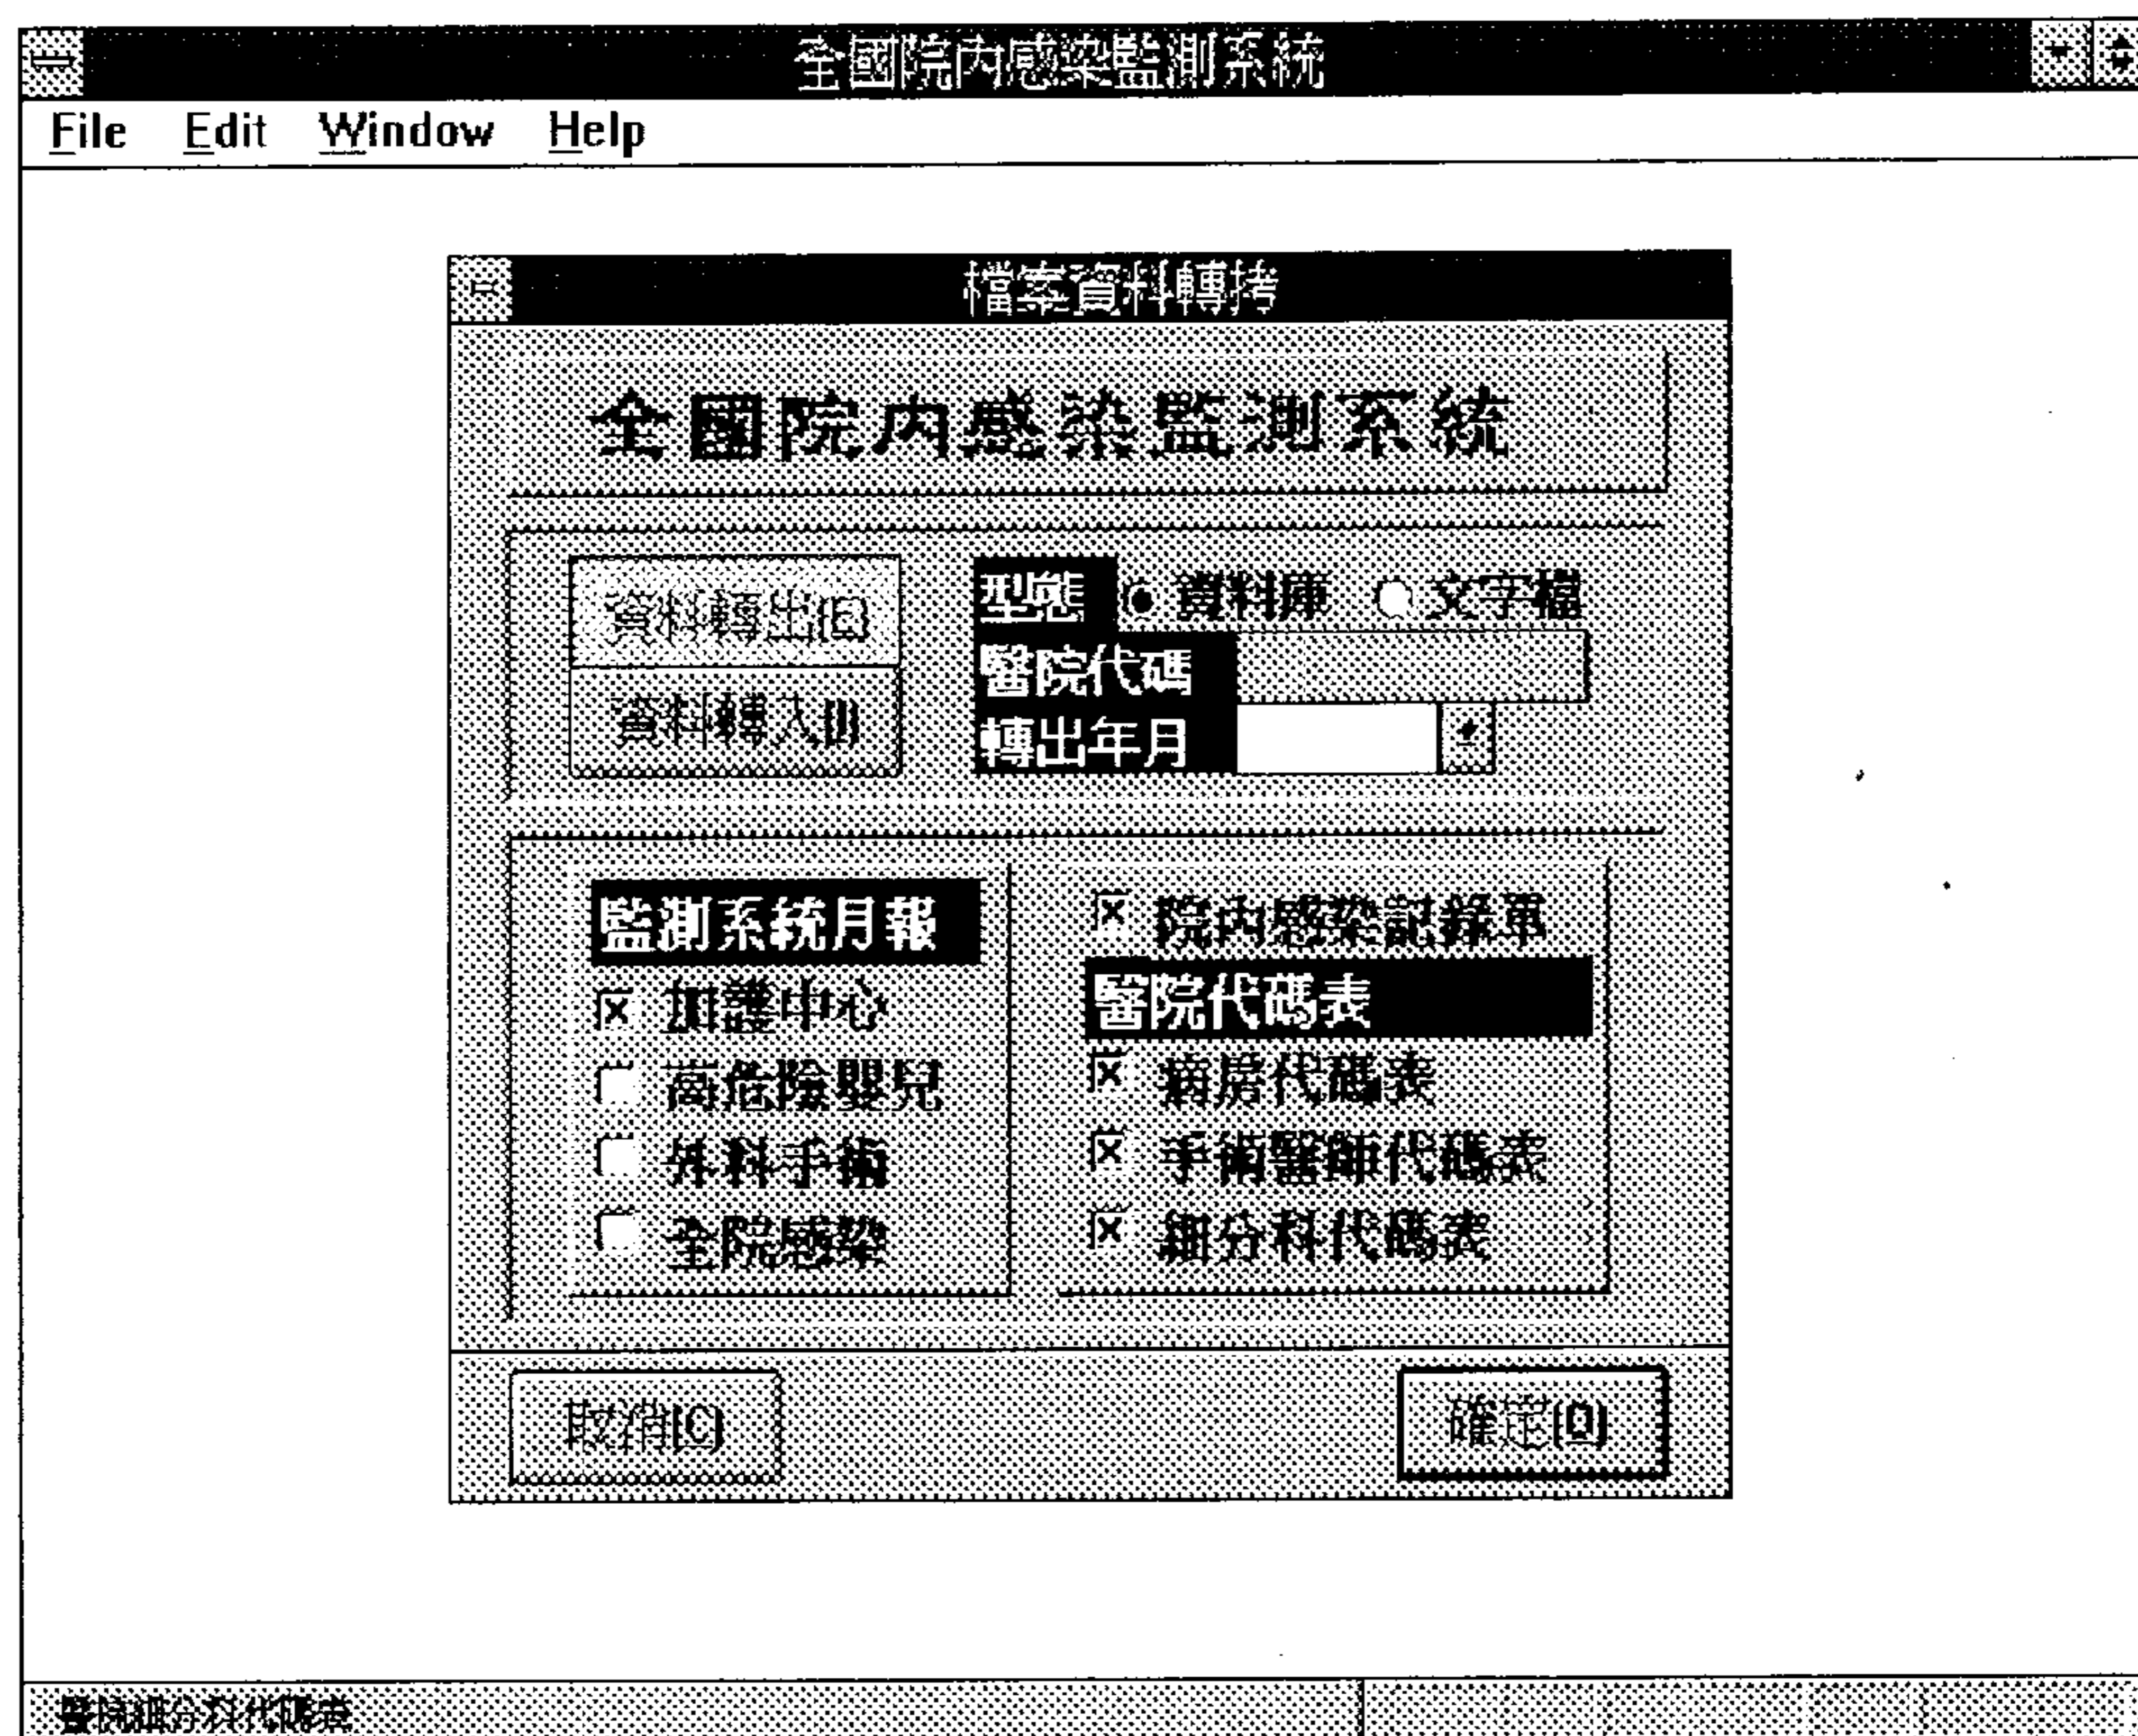 全國院內感染監測系統
File Edit Window Help
檔案資料轉拷
全國院內感染監測系統
資料轉出(E)
型態 資料庫 文字檔
醫院代碼
資料轉入(I)
轉出年月
監測系統月報
加護中心
高危險嬰兒
外科手術
全院感染
院內感染記錄單
醫院代碼表
病房代碼表
手術醫師代碼表
細分科代碼表
取消(C)
確定(O)
醫院細分科代碼表